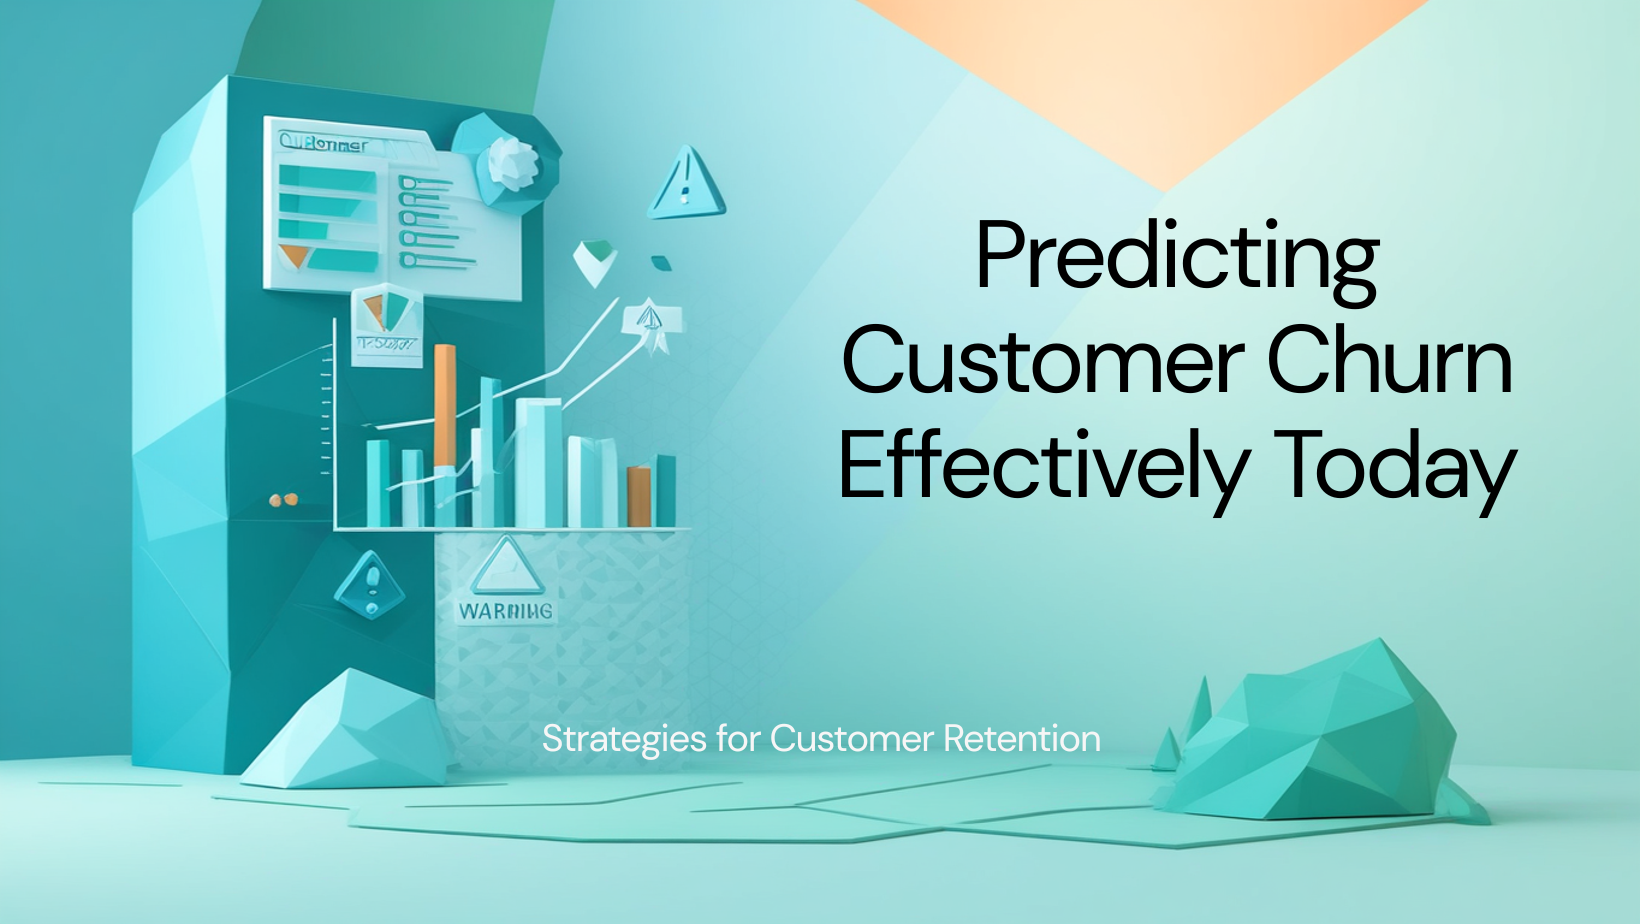 Predicting
Customer Churn
Effectively Today
Strategies for Customer Retention